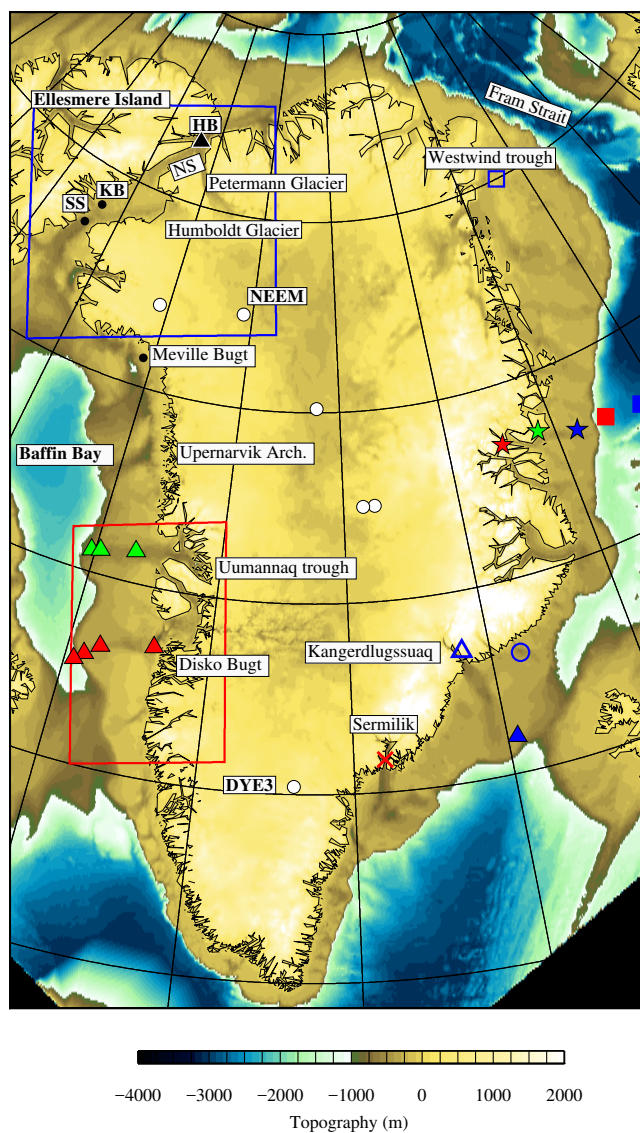 Fram Strait
Ellesmere Island
HB
Westwind trough
NS
Petermann Glacier
KB
SS
Humboldt Glacier
NEEM
Meville Bugt
Baffin Bay
Upernarvik Arch.
Uumannaq trough
Kangerdlugssuaq
Disko Bugt
Sermilik
DYE3
−4000 −3000 −2000 −1000 0 1000 2000
Topography (m)